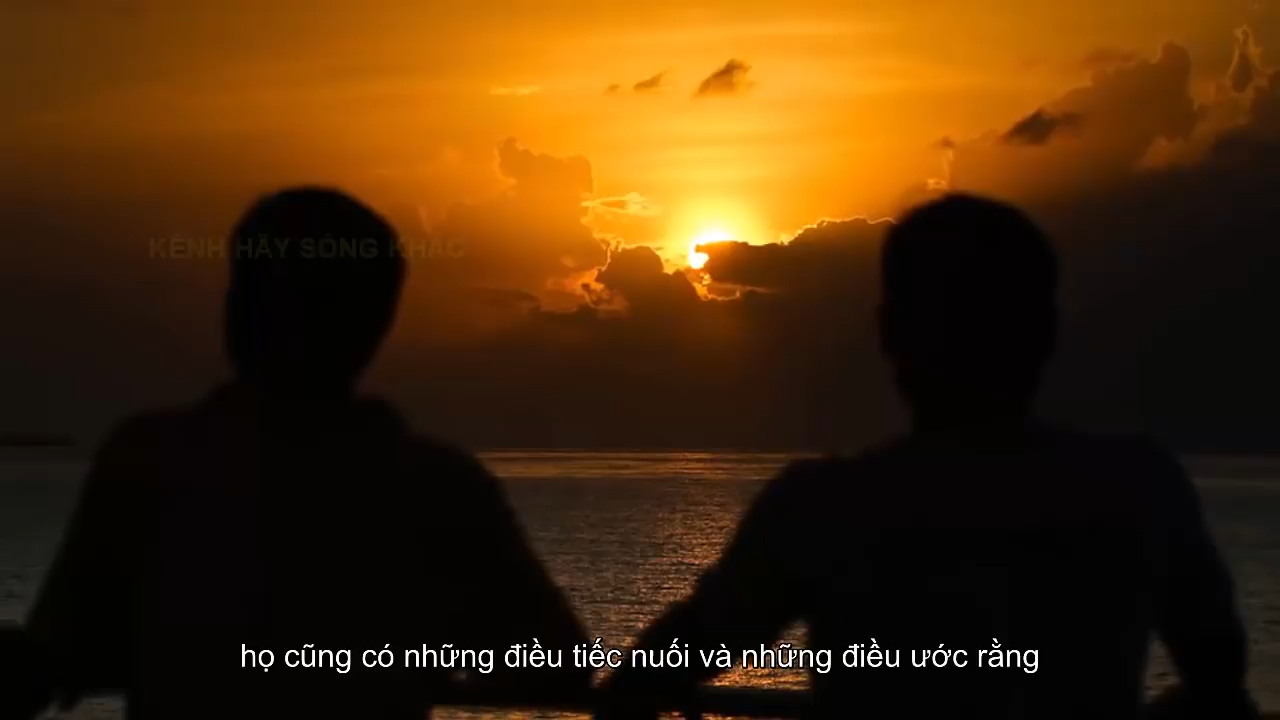 KÊNH HÃY SỐNG KHÁC
họ cũng có những điều tiếc nuối và những điều ước rằng